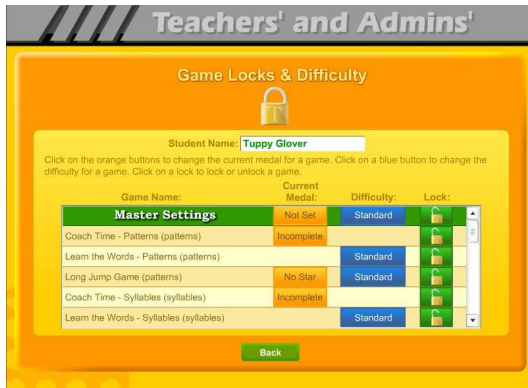 Teachers' and Admins'
Game Locks & Difficulty
Student Name: Tuppy Glover
Click on the orange buttons to change the current medal for a game. Click on a blue button to change the
difficulty for a game. Click on a lock to lock or unlock
a game.
Game Name: Current Medal: Difficulty: Lock:
Master Settings Not Set Standard
Coach Time - Patterns (patterns) Incomplete
Learn the Words - Patterns (patterns) Standard
Long Jump Game (patterns) No Star Standard
Coach Time - Syllables (syllables) Incomplete
Learn the Words - Syllables (syllables) Standard
Back